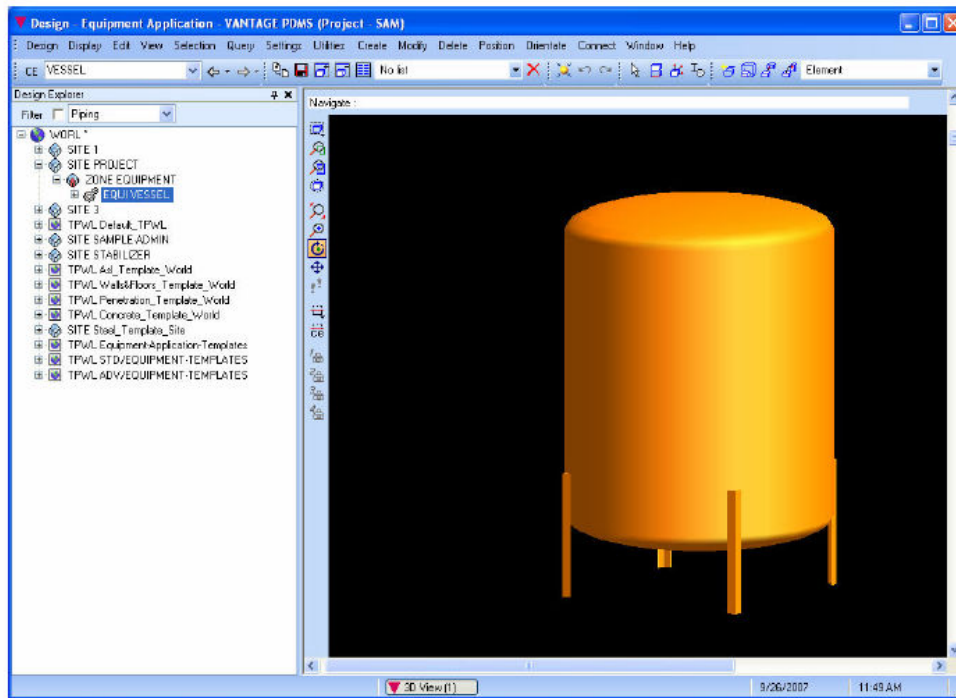 Design - Equipment Application - VANTAGE PDMS (Project - SAM)
Design Display Edit View Selection Query Settings Utilities Create Modify Delete Position Orientate Connect Window Help
CE VESSEL No list Element
Design Explorer
Navigate :
Filter Piping
WORL *
SITE 1
SITE PROJECT
ZONE EQUIPMENT
EQUI VESSEL
SITE 3
TPWL Default_TPWL
SITE SAMPLE-ADMIN
SITE STABILIZER
TPWL Asl_Template_World
TPWL Walls&Floors_Template_World
TPWL Penetration_Template_World
TPWL Concrete_Template_World
SITE Steel_Template_Site
TPWL Equipment-Application-Templates
TPWL STD/EQUIPMENT-TEMPLATES
TPWL ADV/EQUIPMENT-TEMPLATES
CE
3D View (1)
9/26/2007 11:49 AM